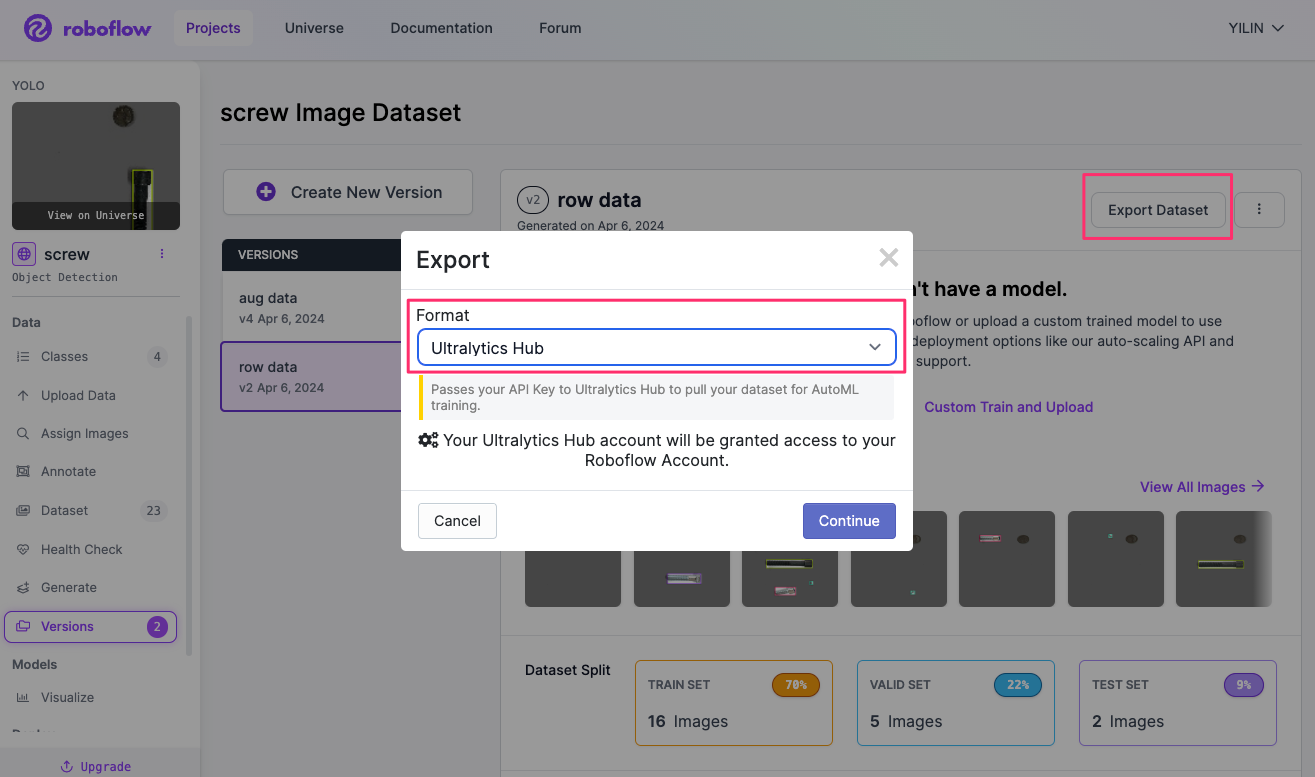 roboflow
Projects
Universe
Documentation
Forum
YILIN
YOLO
View on Universe
screw
Object Detection
Data
Classes 4
Upload Data
Assign Images
Annotate
Dataset 23
Health Check
Generate
Versions 2
Models
Visualize
Upgrade
screw Image Dataset
Create New Version
VERSIONS
aug data
v4 Apr 6, 2024
row data
v2 Apr 6, 2024
v2 row data
Generated on Apr 6, 2024
Export Dataset
't have a model.
boflow or upload a custom trained model to use
deployment options like our auto-scaling API and
support.
Custom Train and Upload
View All Images
Export
Format
Ultralytics Hub
Passes your API Key to Ultralytics Hub to pull your dataset for AutoML
training.
Your Ultralytics Hub account will be granted access to your
Roboflow Account.
Cancel
Continue
Dataset Split
TRAIN SET 70%
16 Images
VALID SET 22%
5 Images
TEST SET 9%
2 Images